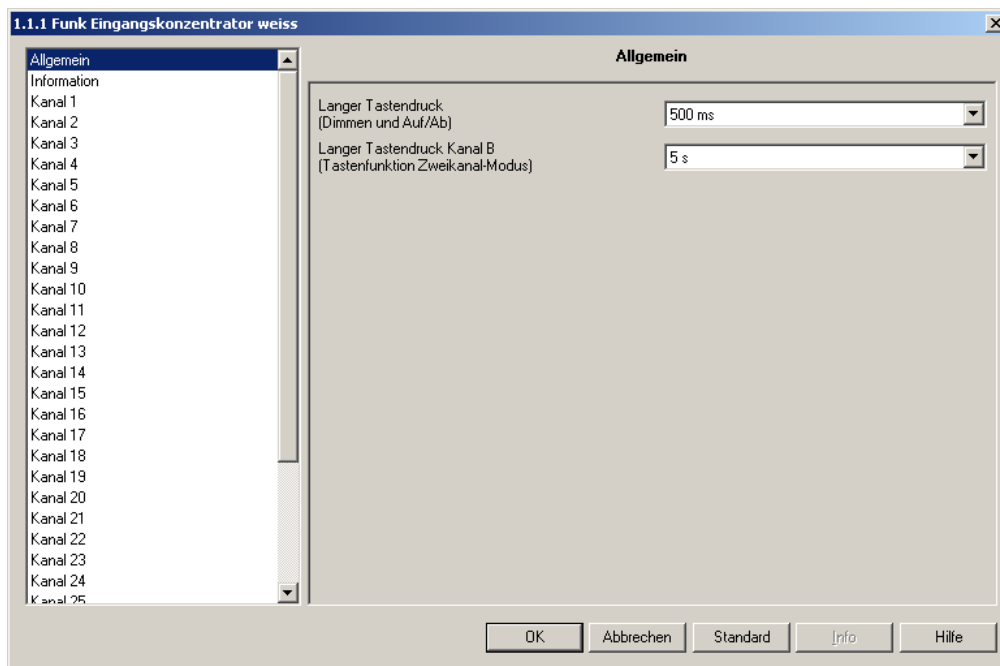 1.1.1 Funk Eingangskonzentrator weiss
Allgemein
Information
Kanal 1
Kanal 2
Kanal 3
Kanal 4
Kanal 5
Kanal 6
Kanal 7
Kanal 8
Kanal 9
Kanal 10
Kanal 11
Kanal 12
Kanal 13
Kanal 14
Kanal 15
Kanal 16
Kanal 17
Kanal 18
Kanal 19
Kanal 20
Kanal 21
Kanal 22
Kanal 23
Kanal 24
Kanal 25
Allgemein
Langer Tastendruck
(Dimmen und Auf/Ab)
500 ms
Langer Tastendruck Kanal B
(Tastenfunktion Zweikanal-Modus)
5 s
OK
Abbrechen
Standard
Info
Hilfe